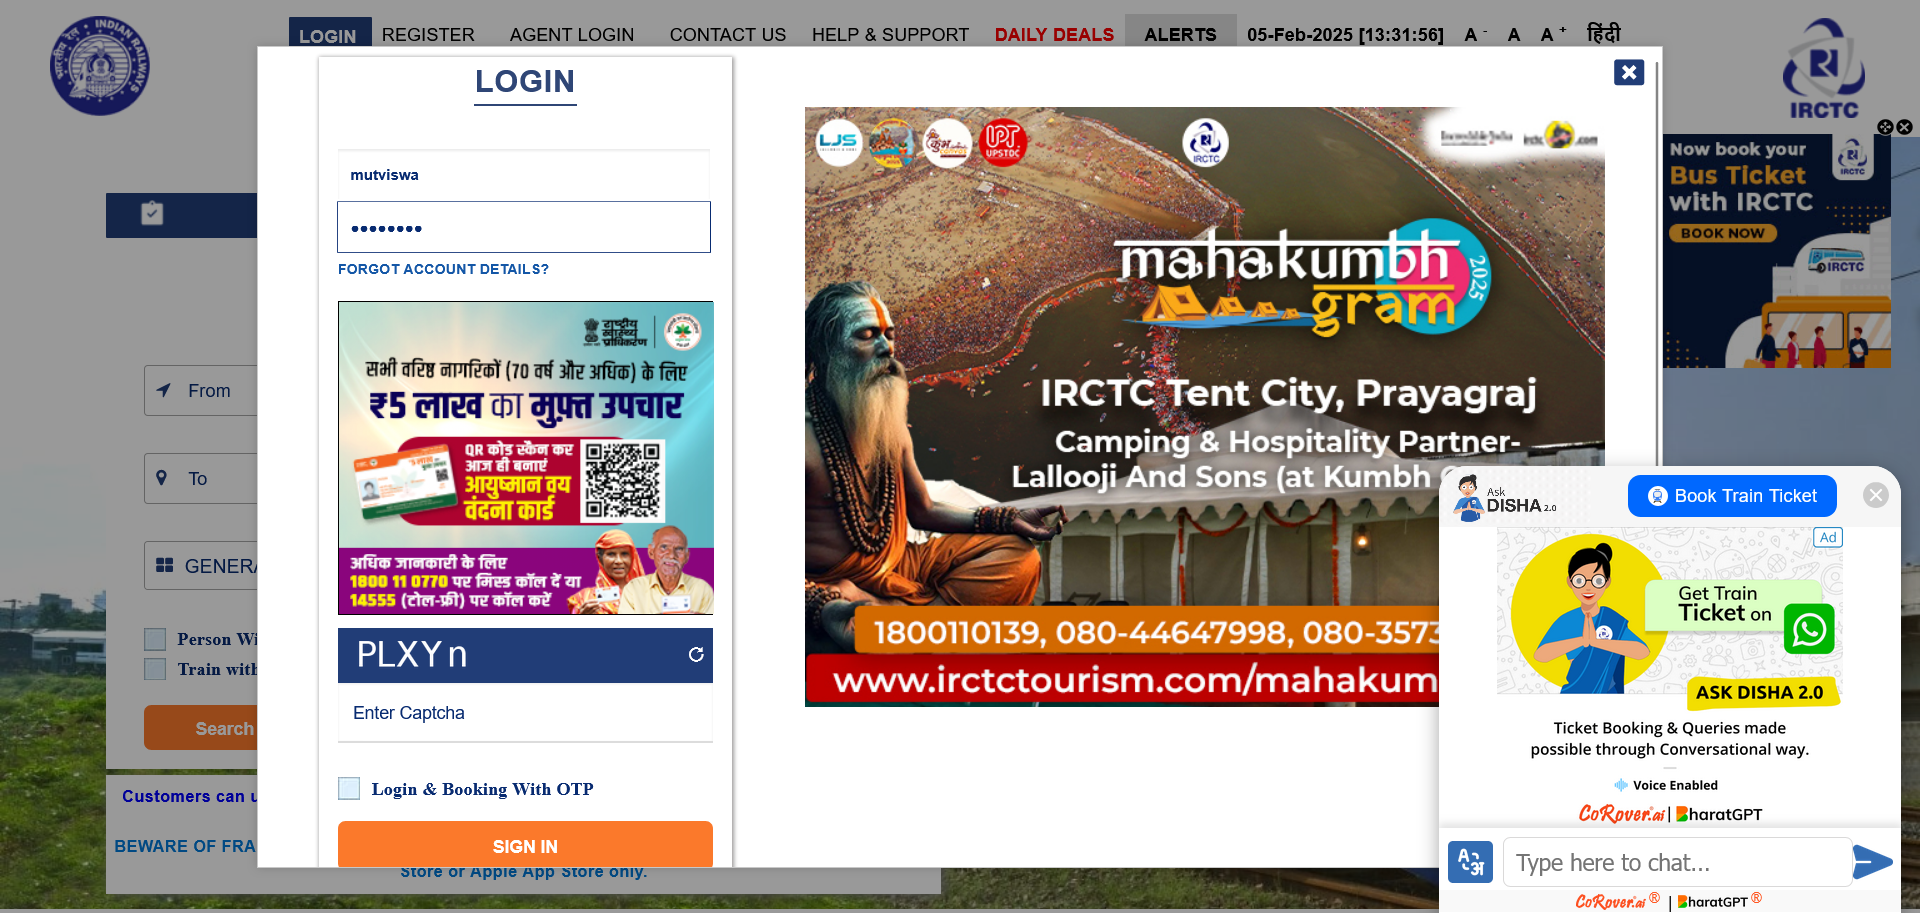 INDIAN RAILWAYS
भारतीय रेल
LOGIN
REGISTER
AGENT LOGIN
CONTACT US
HELP & SUPPORT
DAILY DEALS
ALERTS
05-Feb-2025 [13:31:56]
A -
A
A +
हिंदी
IRCTC
LOGIN
mutviswa
••••••••
FORGOT ACCOUNT DETAILS?
राष्ट्रीय
स्वास्थ्य
प्राधिकरण
सभी वरिष्ठ नागरिकों (70 वर्ष और अधिक) के लिए
₹5 लाख का मुफ़्त उपचार
QR कोड स्कैन कर
आज ही बनाएं
आयुष्मान वय
वंदना कार्ड
अधिक जानकारी के लिए
1800 11 0770 पर मिस्ड कॉल दें या
14555 (टोल-फ्री) पर कॉल करें
PLXYn
Enter Captcha
Login & Booking With OTP
SIGN IN
LJS
UPT
UPSTDC
IRCTC
mahakumbh
gram
2025
IRCTC Tent City, Prayagraj
Camping & Hospitality Partner-
Lallooji And Sons (at Kumbh
1800110139, 080-44647998, 080-3573
www.irctctourism.com/mahakum
From
To
GENERA
Person Wi
Train with
Search
Customers can u
BEWARE OF FRA
Store or Apple App Store only.
Now book your
Bus Ticket
with IRCTC
BOOK NOW
IRCTC
IRCTC
Ask
DISHA 2.0
Book Train Ticket
Ad
Get Train
Ticket on
ASK DISHA 2.0
Ticket Booking & Queries made
possible through Conversational way.
Voice Enabled
CoRover.ai | BharatGPT
A अ
Type here to chat...
CoRover.ai ® | BharatGPT ®